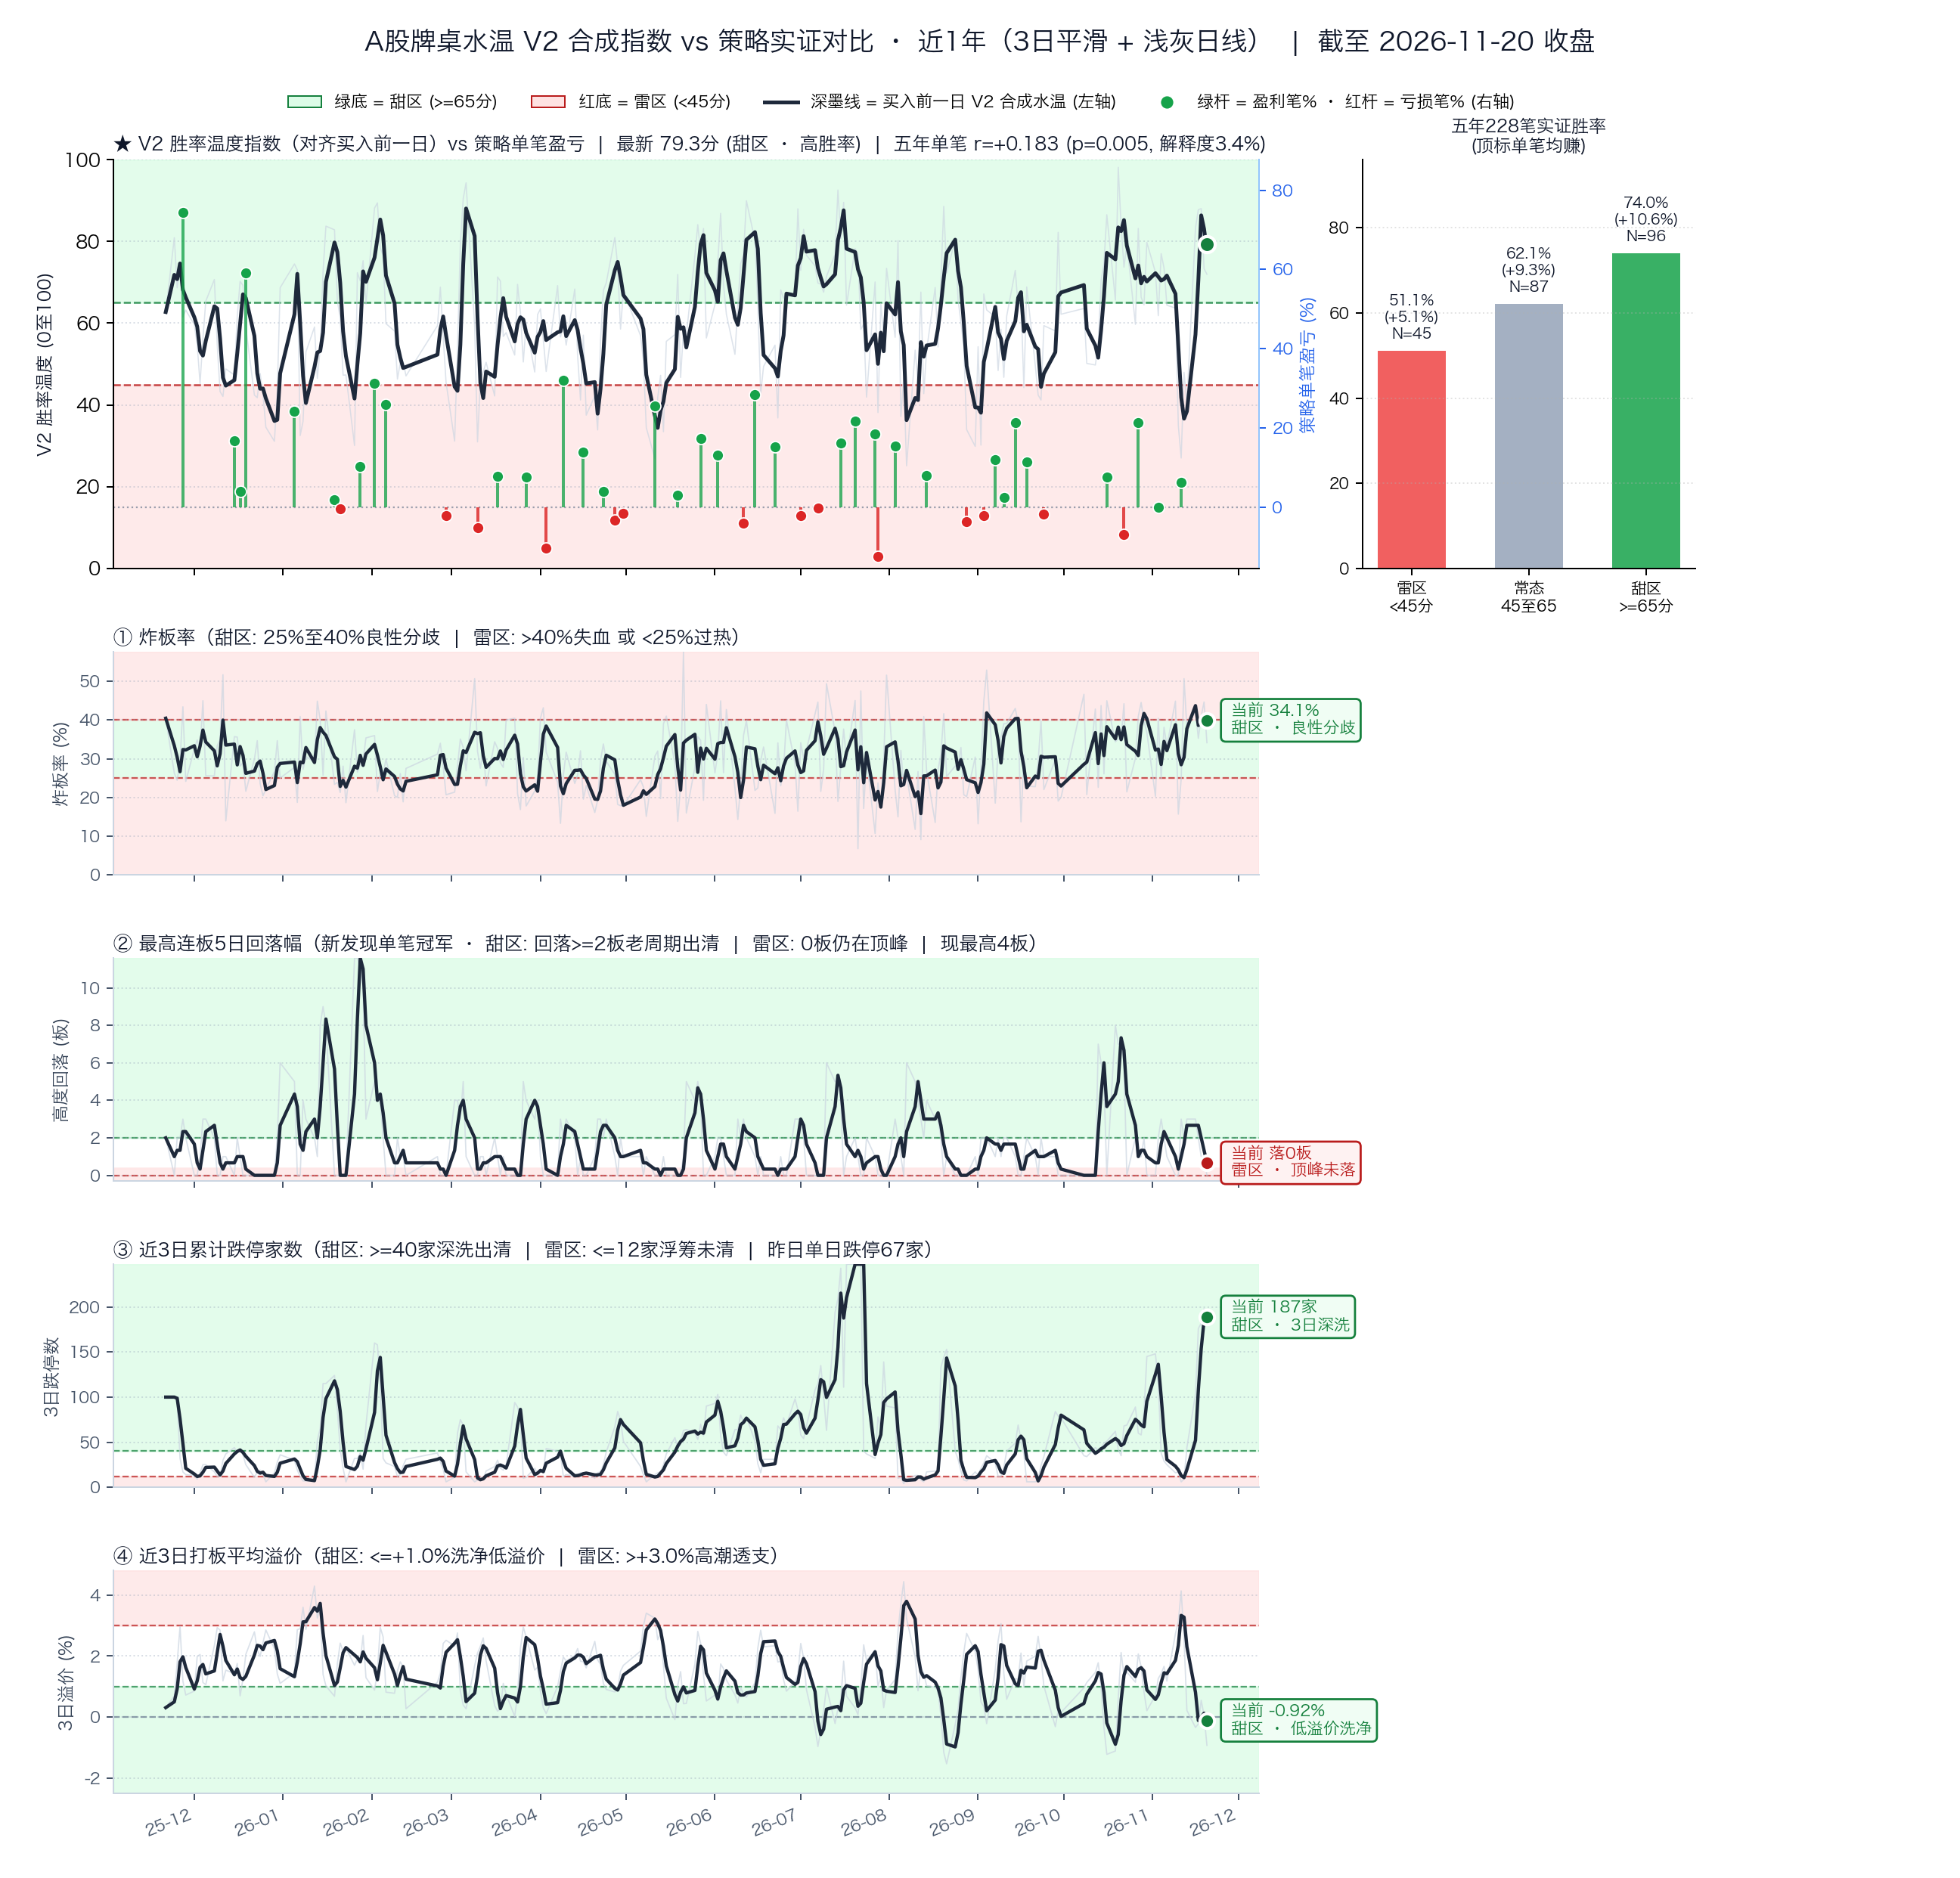 A股牌桌水温 V2 合成指数 vs 策略实证对比 · 近1年（3日平滑 + 浅灰日线） | 截至 2026-11-20 收盘
绿底 = 甜区 (>=65分)
红底 = 雷区 (<45分)
深墨线 = 买入前一日 V2 合成水温 (左轴)
绿杆 = 盈利笔% · 红杆 = 亏损笔% (右轴)
★ V2 胜率温度指数（对齐买入前一日）vs 策略单笔盈亏 | 最新 79.3分 (甜区 · 高胜率) | 五年单笔 r=+0.183 (p=0.005, 解释度3.4%)
V2 胜率温度 (0至100)
100
80
60
40
20
0
80
60
40
20
0
策略单笔盈亏 (%)
五年228笔实证胜率
(顶标单笔均赚)
80
60
40
20
0
51.1%
(+5.1%)
N=45
62.1%
(+9.3%)
N=87
74.0%
(+10.6%)
N=96
雷区
<45分
常态
45至65
甜区
>=65分
① 炸板率（甜区: 25%至40%良性分歧 | 雷区: >40%失血 或 <25%过热）
炸板率 (%)
50
40
30
20
10
0
当前 34.1%
甜区 · 良性分歧
② 最高连板5日回落幅（新发现单笔冠军 · 甜区: 回落>=2板老周期出清 | 雷区: 0板仍在顶峰 | 现最高4板）
高度回落 (板)
10
8
6
4
2
0
当前 落0板
雷区 · 顶峰未落
③ 近3日累计跌停家数（甜区: >=40家深洗出清 | 雷区: <=12家浮筹未清 | 昨日单日跌停67家）
3日跌停数
200
150
100
50
0
当前 187家
甜区 · 3日深洗
④ 近3日打板平均溢价（甜区: <=+1.0%洗净低溢价 | 雷区: >+3.0%高潮透支）
3日溢价 (%)
4
2
0
-2
当前 -0.92%
甜区 · 低溢价洗净
25-12
26-01
26-02
26-03
26-04
26-05
26-06
26-07
26-08
26-09
26-10
26-11
26-12